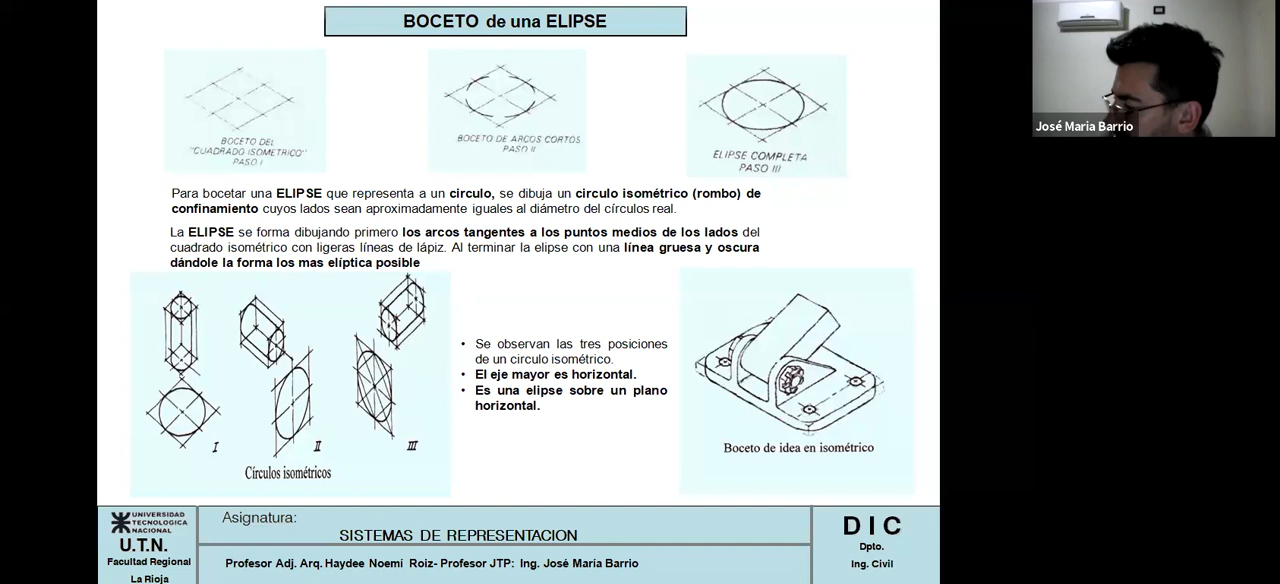 BOCETO de una ELIPSE
BOCETO DEL
"CUADRADO ISOMETRICO"
PASO I
BOCETO DE ARCOS CORTOS
PASO II
ELIPSE COMPLETA
PASO III
José Maria Barrio
Para bocetar una ELIPSE que representa a un circulo, se dibuja un circulo isométrico (rombo) de
confinamiento cuyos lados sean aproximadamente iguales al diámetro del círculos real.
La ELIPSE se forma dibujando primero los arcos tangentes a los puntos medios de los lados del
cuadrado isométrico con ligeras líneas de lápiz. Al terminar la elipse con una línea gruesa y oscura
dándole la forma los mas elíptica posible
I
II
III
Círculos isométricos
• Se observan las tres posiciones
de un circulo isométrico.
• El eje mayor es horizontal.
• Es una elipse sobre un plano
horizontal.
Boceto de idea en isométrico
UNIVERSIDAD
TECNOLOGICA
NACIONAL
U.T.N.
Facultad Regional
La Rioja
Asignatura:
SISTEMAS DE REPRESENTACION
Profesor Adj. Arq. Haydee Noemí Roiz- Profesor JTP: Ing. José María Barrio
D I C
Dpto.
Ing. Civil